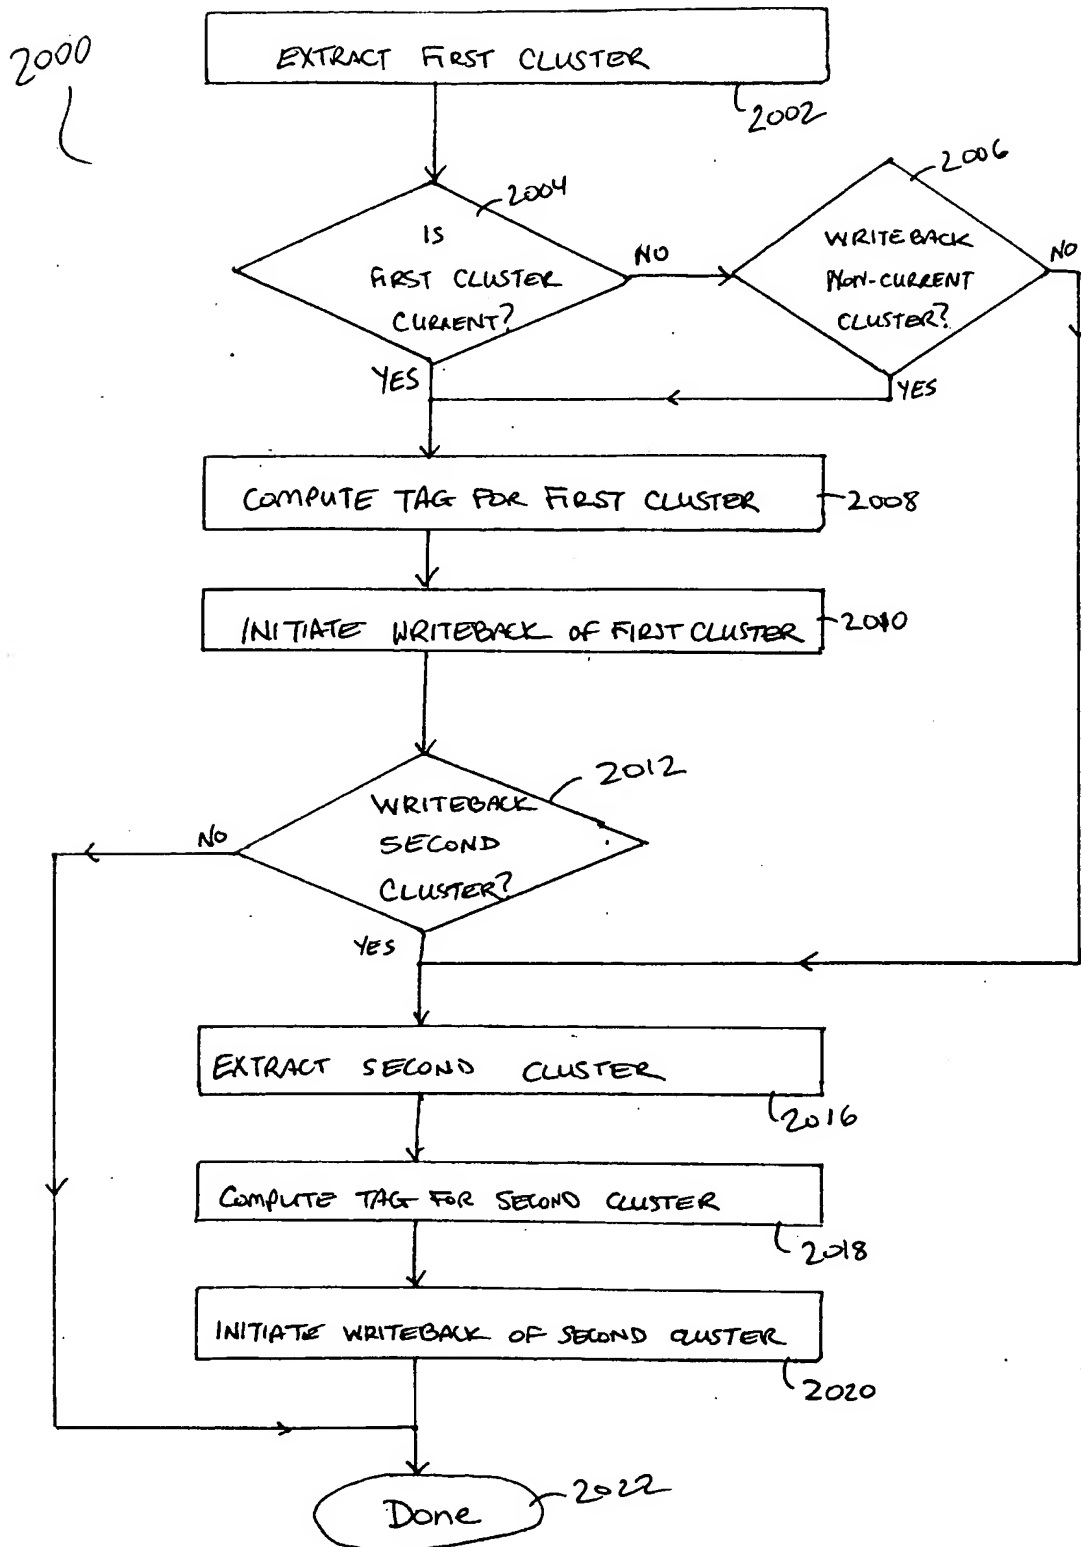 2000
EXTRACT FIRST CLUSTER
2002
2004
IS
FIRST CLUSTER
CURRENT?
NO
YES
2006
WRITEBACK
NON-CURRENT
CLUSTER?
NO
YES
COMPUTE TAG FOR FIRST CLUSTER
2008
INITIATE WRITEBACK OF FIRST CLUSTER
2010
2012
WRITEBACK
SECOND
CLUSTER?
NO
YES
EXTRACT SECOND CLUSTER
2016
COMPUTE TAG FOR SECOND CLUSTER
2018
INITIATE WRITEBACK OF SECOND CLUSTER
2020
Done
2022